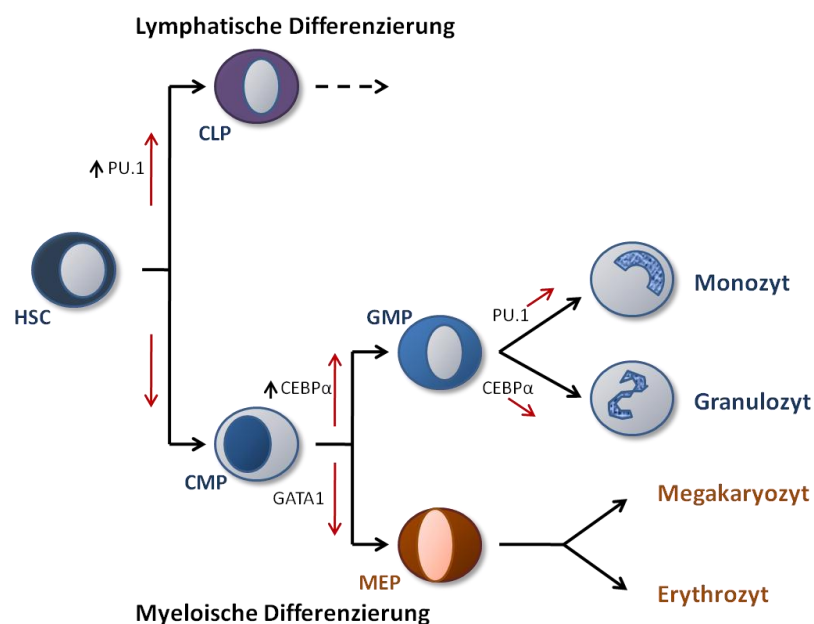 Lymphatische Differenzierung
CLP
PU.1
HSC
GMP
PU.1
Monozyt
CEBPα
CEBPα
Granulozyt
CMP
GATA1
Megakaryozyt
MEP
Erythrozyt
Myeloische Differenzierung